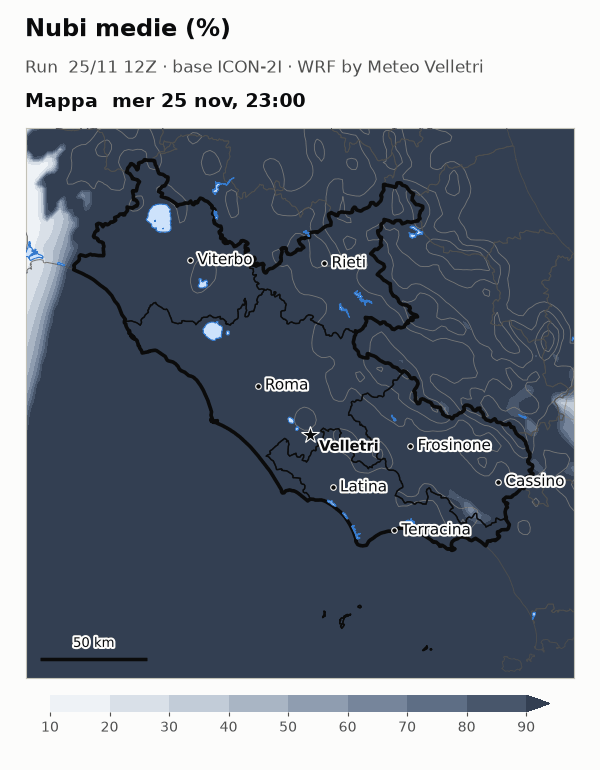 Nubi medie (%)
Run  25/11 12Z · base ICON-2I · WRF by Meteo Velletri
Mappa  mer 25 nov, 23:00
Viterbo
Rieti
Roma
Velletri
Frosinone
Latina
Cassino
Terracina
50 km
10 20 30 40 50 60 70 80 90